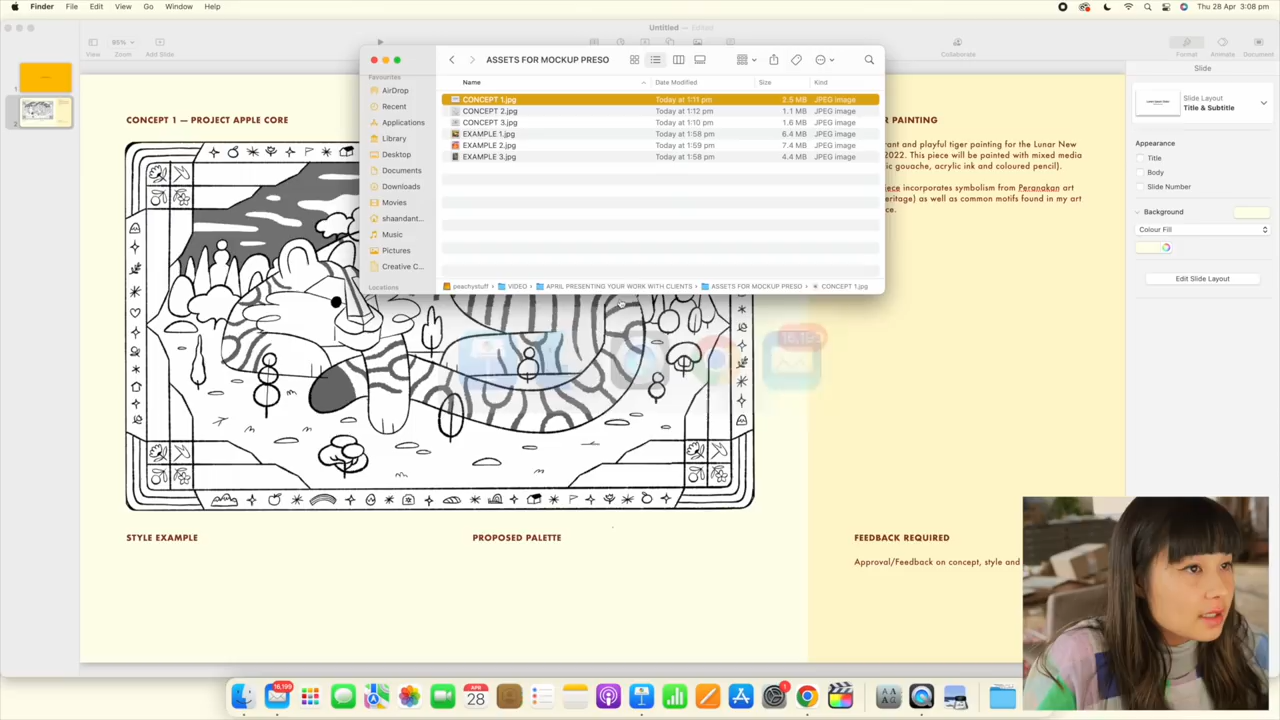 Finder File Edit View Go Window Help
Thu 28 Apr 3:08 pm
Untitled — Edited
86%
View Zoom Add Slide
Collaborate
Format Animate Document
ASSETS FOR MOCKUP PRESO
Favourites
AirDrop
Recent
Applications
Library
Desktop
Documents
Downloads
Movies
shaandant...
Music
Pictures
Creative C...
Locations
Name Date Modified Size Kind
CONCEPT 1.jpg Today at 1:11 pm 2.5 MB JPEG image
CONCEPT 2.jpg Today at 1:12 pm 1.1 MB JPEG image
CONCEPT 3.jpg Today at 1:10 pm 1.6 MB JPEG image
EXAMPLE 1.jpg Today at 1:58 pm 6.4 MB JPEG image
EXAMPLE 2.jpg Today at 1:59 pm 7.4 MB JPEG image
EXAMPLE 3.jpg Today at 1:58 pm 4.4 MB JPEG image
peachystuff VIDEO APRIL PRESENTING YOUR WORK WITH CLIENTS ASSETS FOR MOCKUP PRESO CONCEPT 1.jpg
1
2
CONCEPT 1 — PROJECT APPLE CORE
PAINTING
rant and playful tiger painting for the Lunar New
2022. This piece will be painted with mixed media
gouache, acrylic ink and coloured pencil).
iece incorporates symbolism from Peranakan art
eritage) as well as common motifs found in my art
ce.
STYLE EXAMPLE
PROPOSED PALETTE
FEEDBACK REQUIRED
Approval/Feedback on concept, style and
Slide
Slide Layout
Title & Subtitle
Appearance
Title
Body
Slide Number
Background
Colour Fill
Edit Slide Layout
16,199
APR
28
1